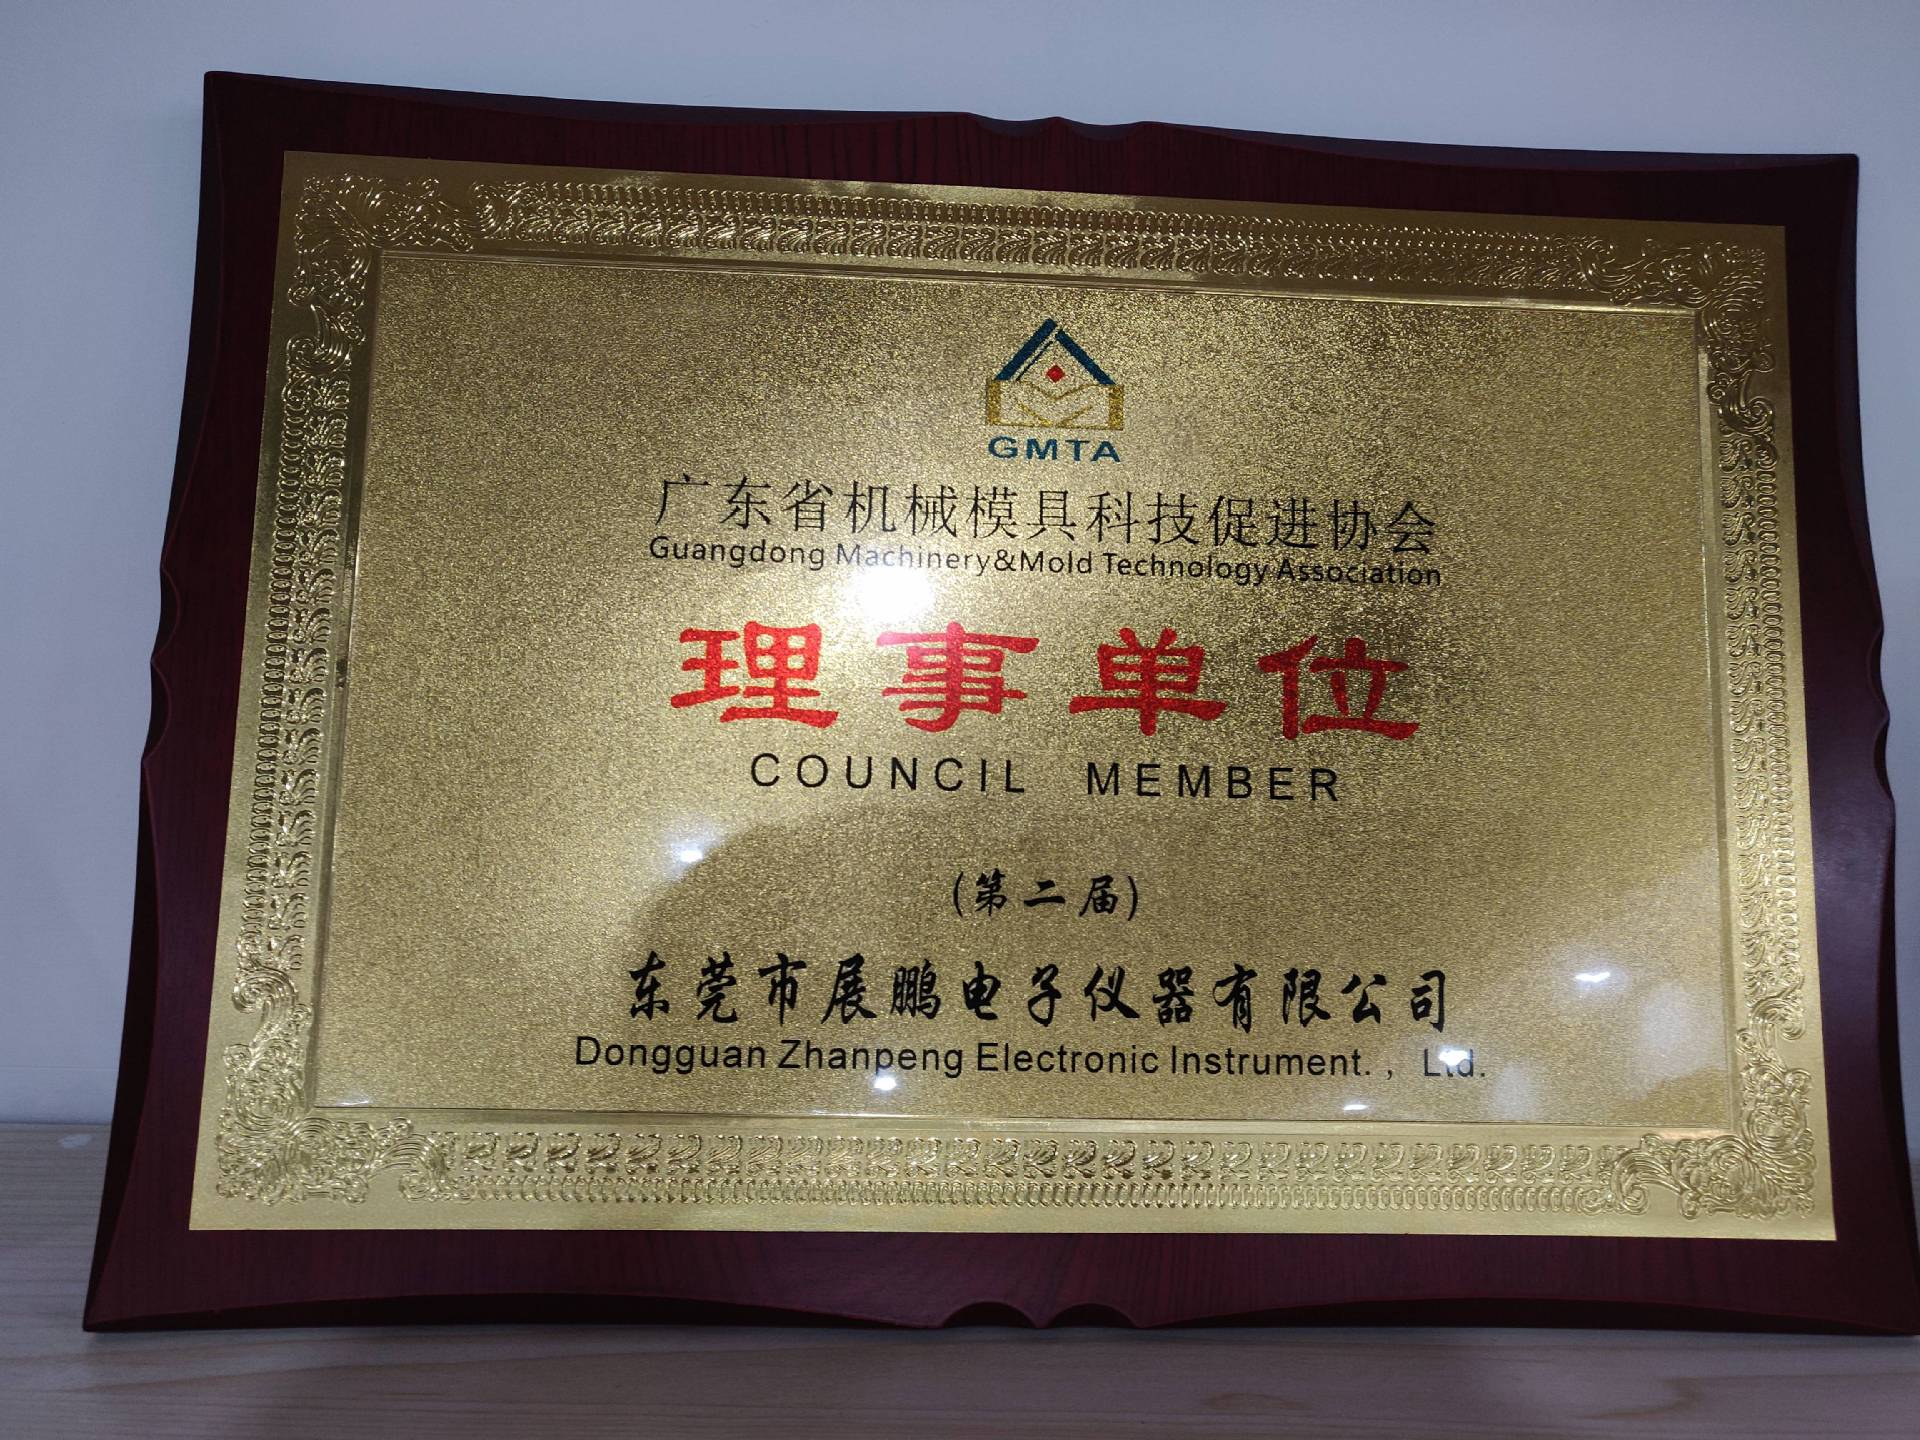 GMTA
广东省机械模具科技促进协会
Guangdong Machinery&Mold Technology Association
理事单位
COUNCIL MEMBER
(第二届)
东莞市展鹏电子仪器有限公司
Dongguan Zhanpeng Electronic Instrument. , Ltd.